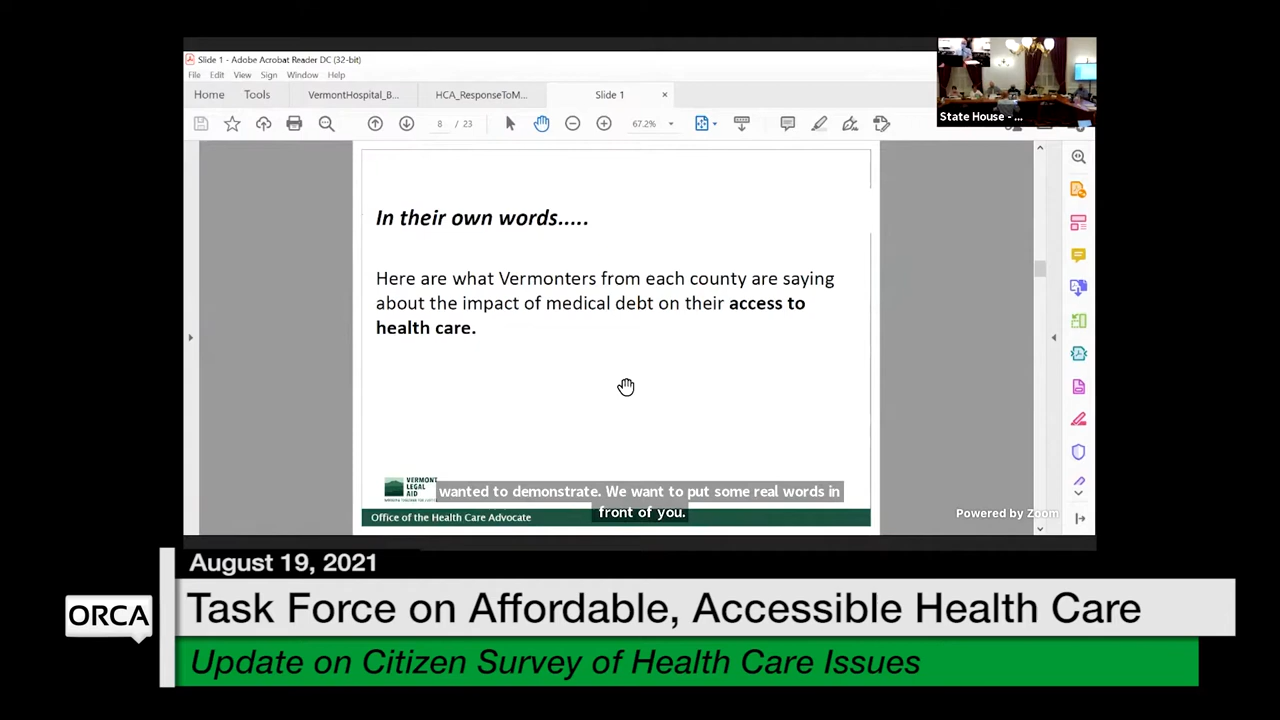 Slide 1 - Adobe Acrobat Reader DC (32-bit)
File Edit View Sign Window Help
Home Tools VermontHospital_B... HCA_ResponseToM... Slide 1 ×
8 / 23 67.2%
State House - ...
In their own words.....
Here are what Vermonters from each county are saying
about the impact of medical debt on their access to
health care.
VERMONT
LEGAL
AID
wanted to demonstrate. We want to put some real words in
front of you.
Office of the Health Care Advocate
Powered by Zoom
August 19, 2021
ORCA
Task Force on Affordable, Accessible Health Care
Update on Citizen Survey of Health Care Issues